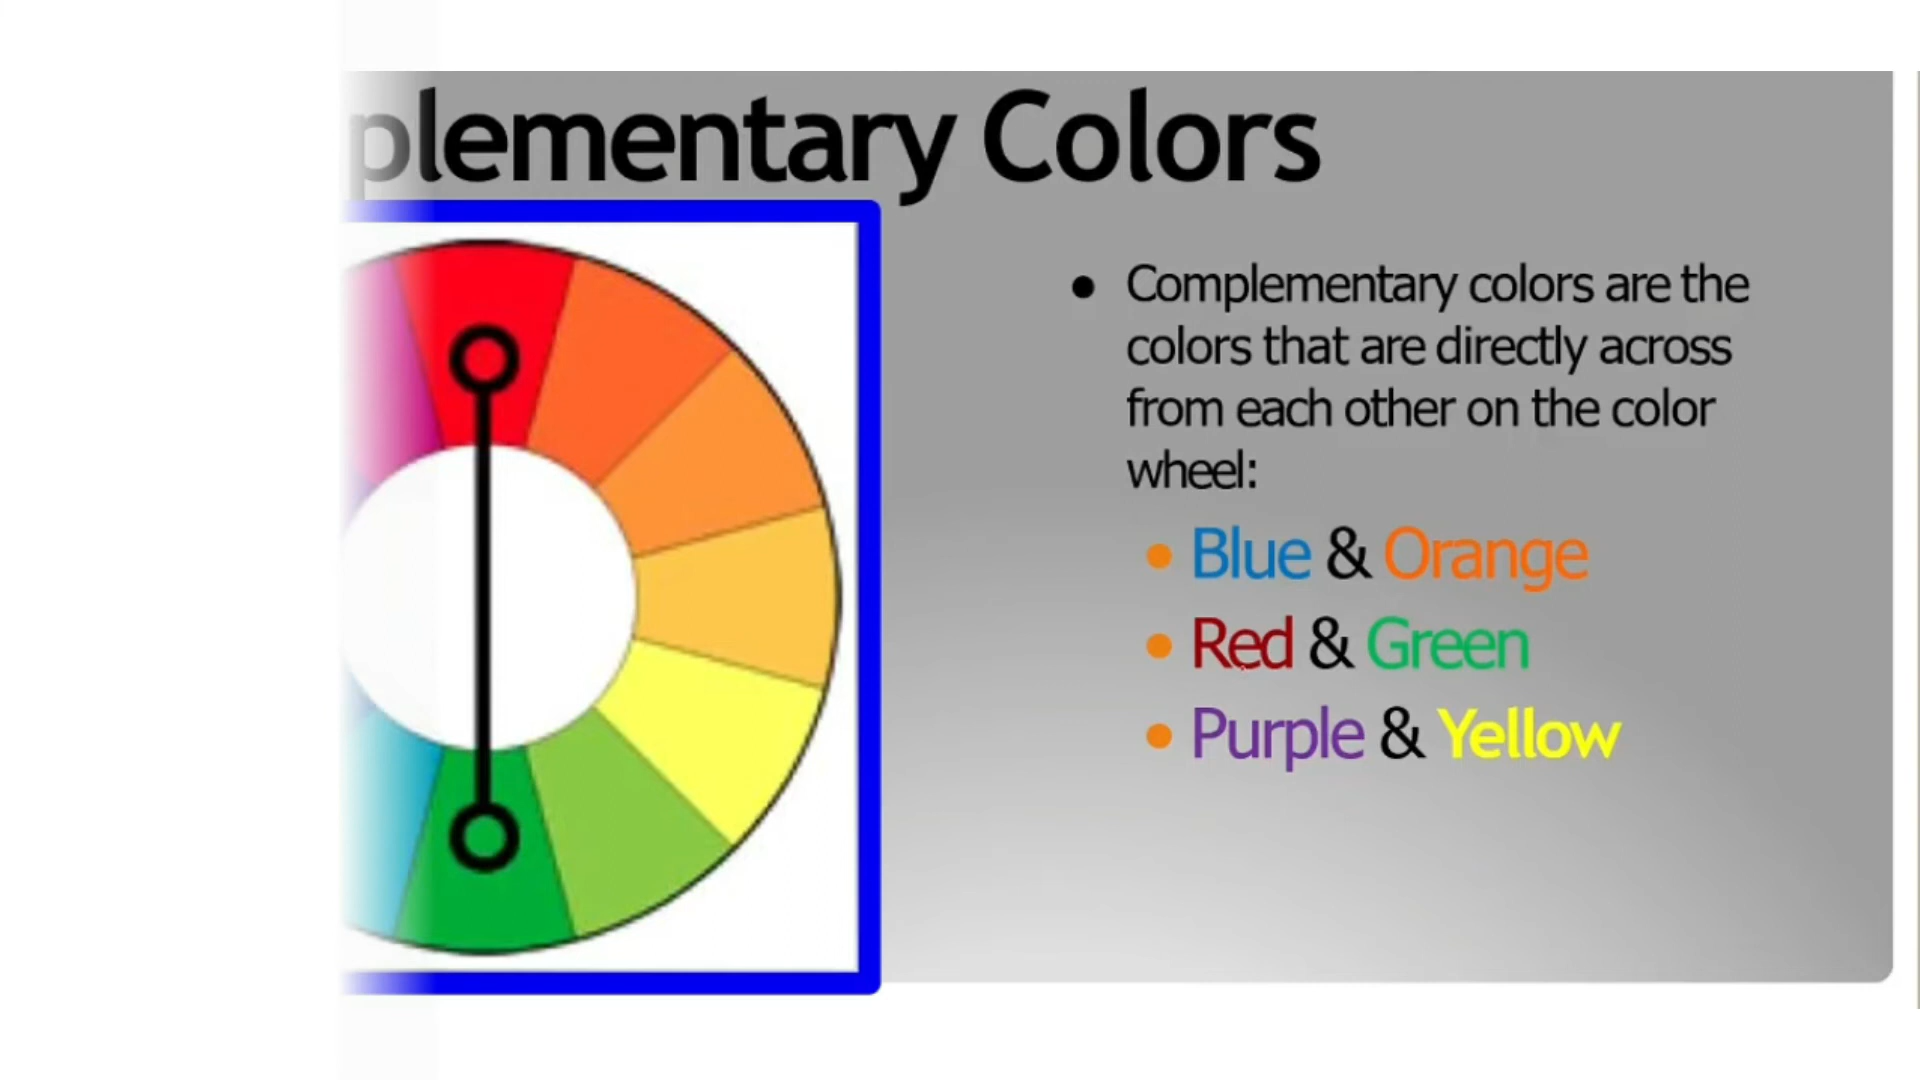 plementary Colors
• Complementary colors are the
colors that are directly across
from each other on the color
wheel:
• Blue & Orange
• Red & Green
• Purple & Yellow